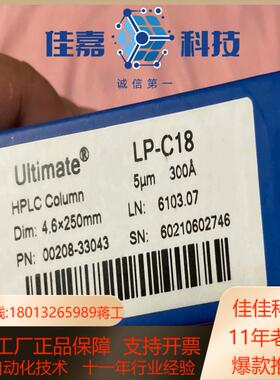 佳嘉 科技
诚信第一
Ultimate® LP-C18
HPLC Column 5µm 300Å
Dim: 4.6×250mm LN: 6103.07
PN: 00208-33043 SN: 60210602746
线:18013265989蒋工
工厂正品保障 支持开票
自动化技术 十一年行业经验
佳佳科
11年老
爆款推